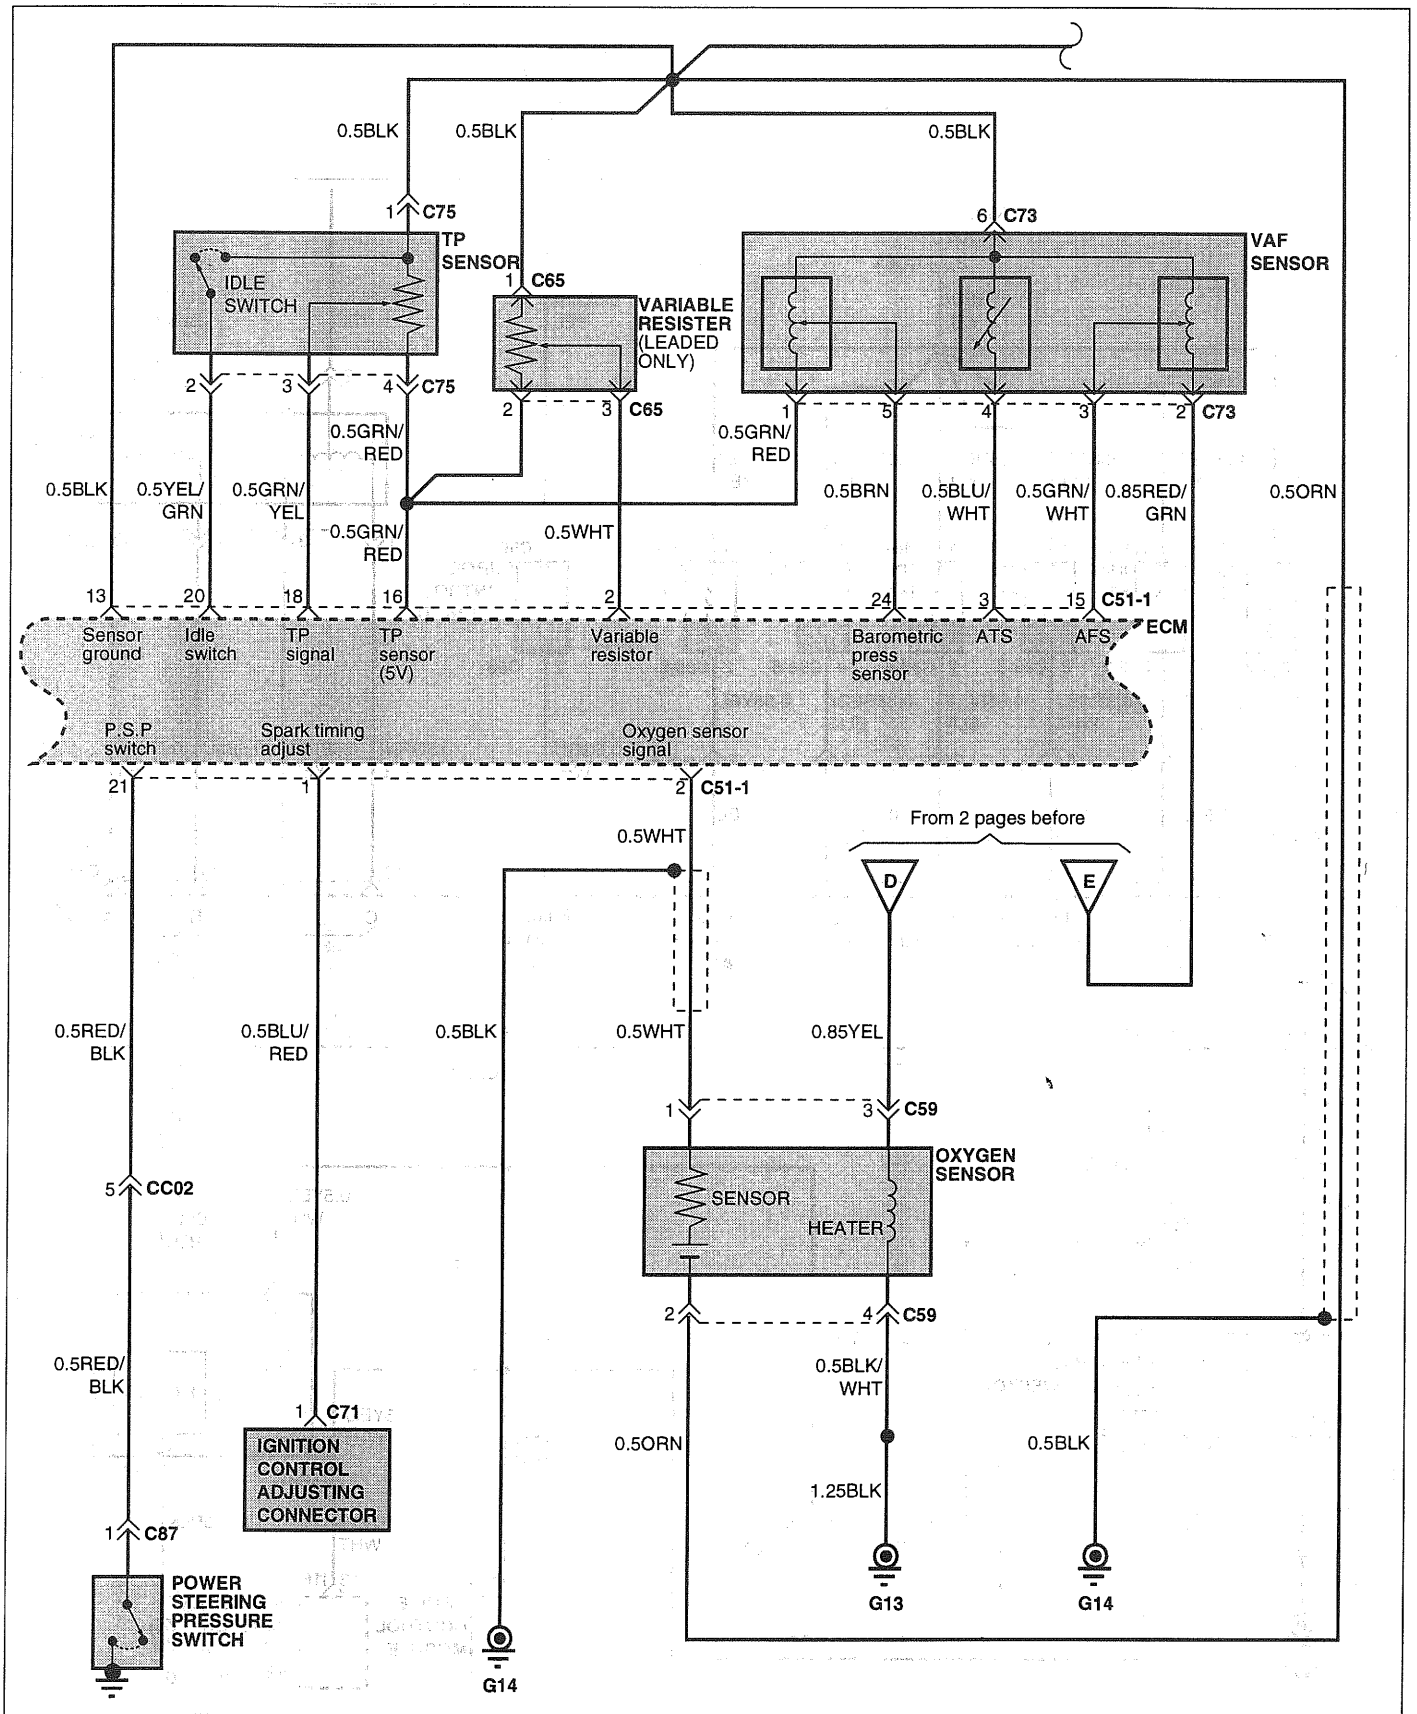 0.5BLK
0.5BLK
0.5BLK
1 C75
TP
SENSOR
IDLE
SWITCH
1 C65
VARIABLE
RESISTER
(LEADED
ONLY)
6 C73
VAF
SENSOR
2
3
4 C75
2
3 C65
1
5
4
3
2 C73
0.5GRN/
RED
0.5GRN/
RED
0.5BLK
0.5YEL/
GRN
0.5GRN/
YEL
0.5GRN/
RED
0.5WHT
0.5BRN
0.5BLU/
WHT
0.5GRN/
WHT
0.85RED/
GRN
0.5ORN
13
20
18
16
2
24
3
15 C51-1
ECM
Sensor
ground
Idle
switch
TP
signal
TP
sensor
(5V)
Variable
resistor
Barometric
press
sensor
ATS
AFS
P.S.P
switch
Spark timing
adjust
Oxygen sensor
signal
21
1
2 C51-1
0.5WHT
From 2 pages before
D
E
0.5RED/
BLK
0.5BLU/
RED
0.5BLK
0.5WHT
0.85YEL
1
3 C59
OXYGEN
SENSOR
SENSOR
HEATER
5 CC02
2
4 C59
0.5RED/
BLK
0.5BLK/
WHT
1 C71
IGNITION
CONTROL
ADJUSTING
CONNECTOR
0.5ORN
0.5BLK
1.25BLK
1 C87
POWER
STEERING
PRESSURE
SWITCH
G13
G14
G14